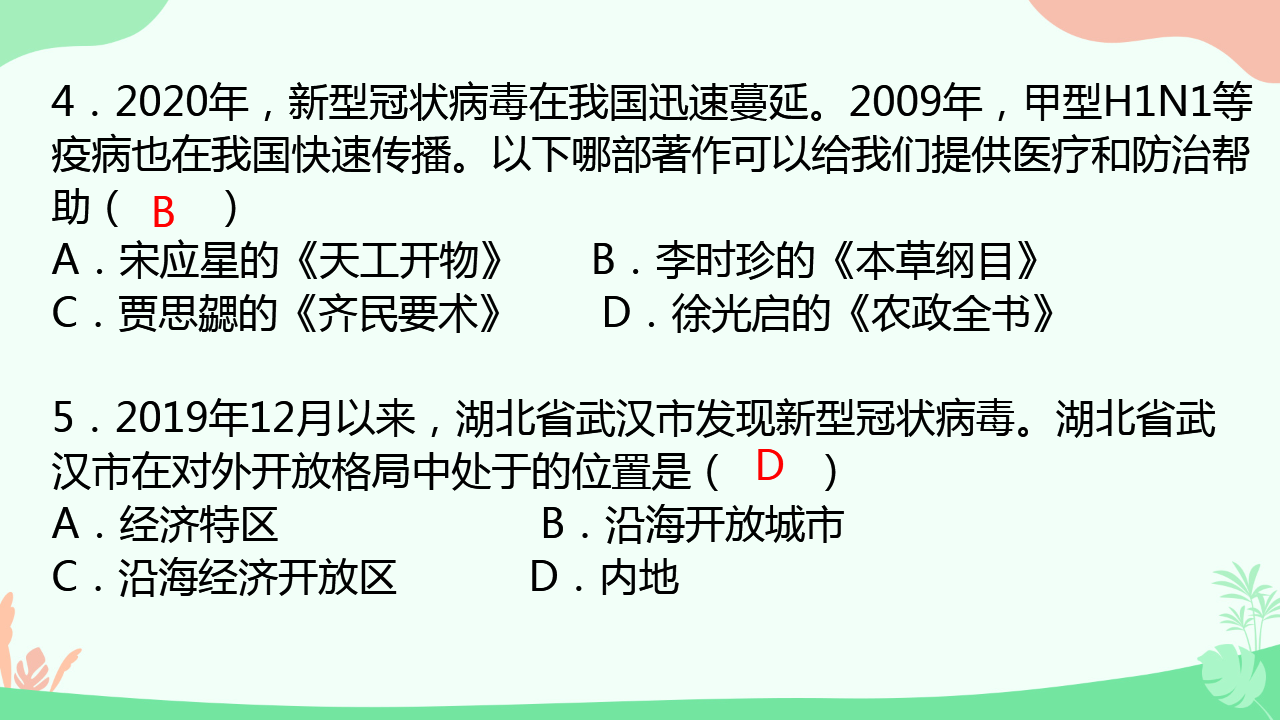 4．2020年，新型冠状病毒在我国迅速蔓延。2009年，甲型H1N1等
疫病也在我国快速传播。以下哪部著作可以给我们提供医疗和防治帮
助（ B ）
A．宋应星的《天工开物》 B．李时珍的《本草纲目》
C．贾思勰的《齐民要术》 D．徐光启的《农政全书》
5．2019年12月以来，湖北省武汉市发现新型冠状病毒。湖北省武
汉市在对外开放格局中处于的位置是（ D ）
A．经济特区 B．沿海开放城市
C．沿海经济开放区 D．内地